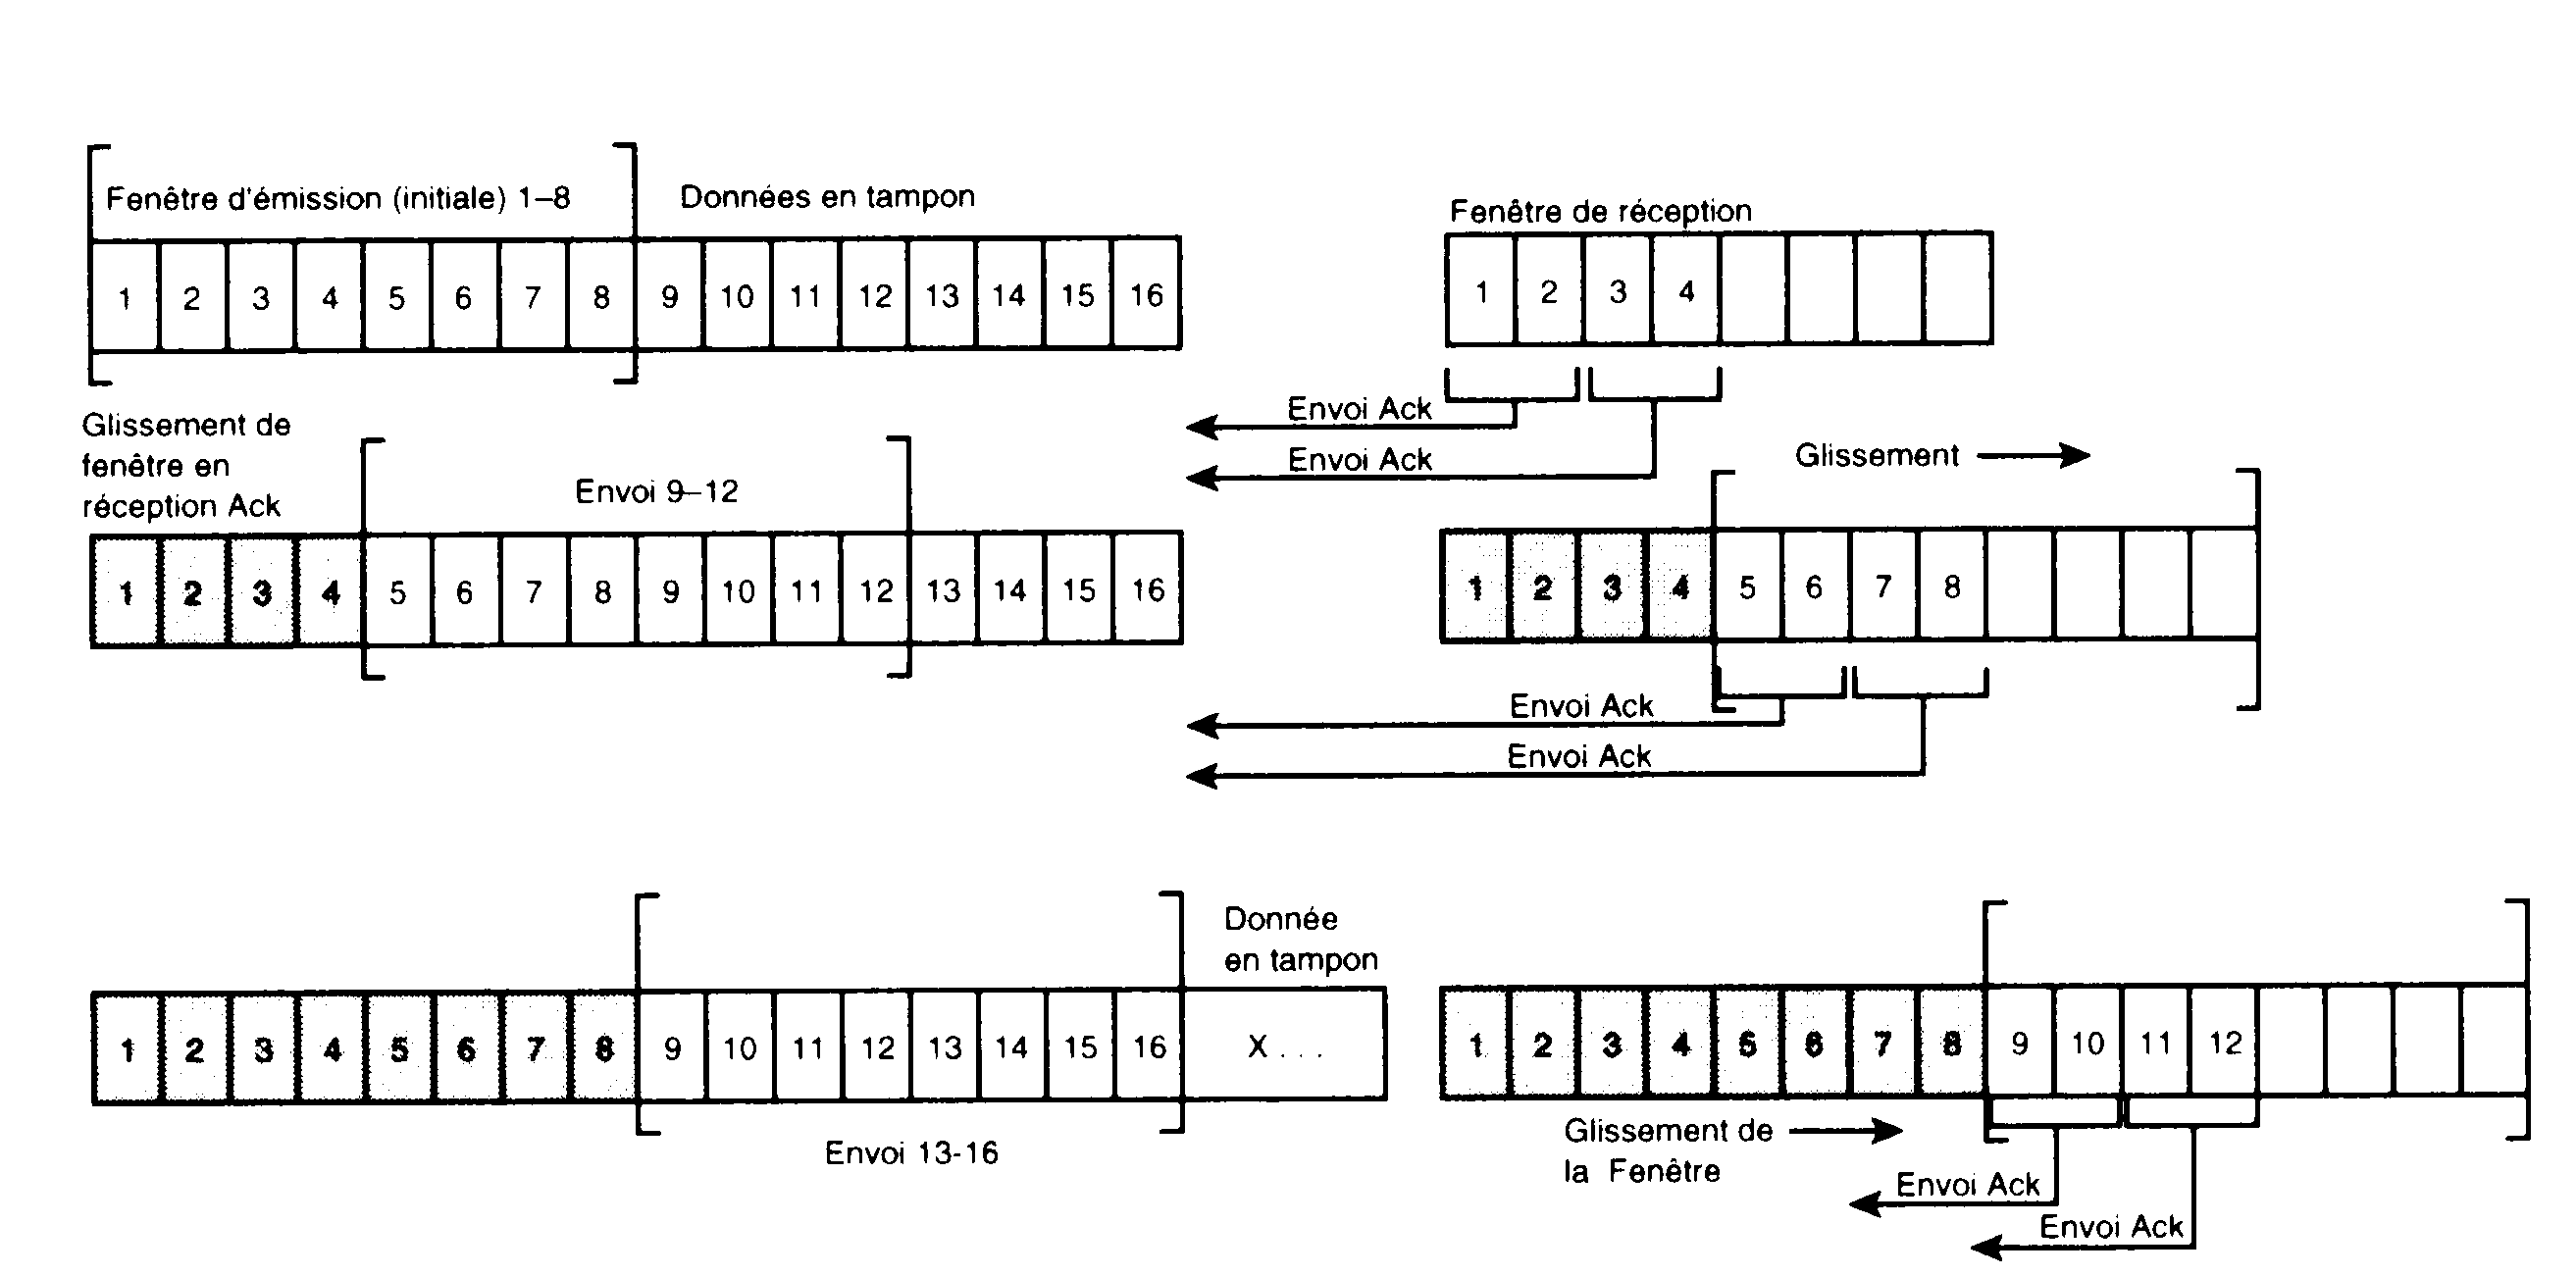 Fenêtre d'émission (initiale) 1–8
Données en tampon
1 2 3 4 5 6 7 8 9 10 11 12 13 14 15 16
Fenêtre de réception
1 2 3 4
Envoi Ack
Envoi Ack
Glissement de
fenêtre en
réception Ack
Envoi 9–12
1 2 3 4 5 6 7 8 9 10 11 12 13 14 15 16
Glissement
1 2 3 4 5 6 7 8
Envoi Ack
Envoi Ack
Donnée
en tampon
1 2 3 4 5 6 7 8 9 10 11 12 13 14 15 16 X . . .
Envoi 13-16
1 2 3 4 5 6 7 8 9 10 11 12
Glissement de
la Fenêtre
Envoi Ack
Envoi Ack